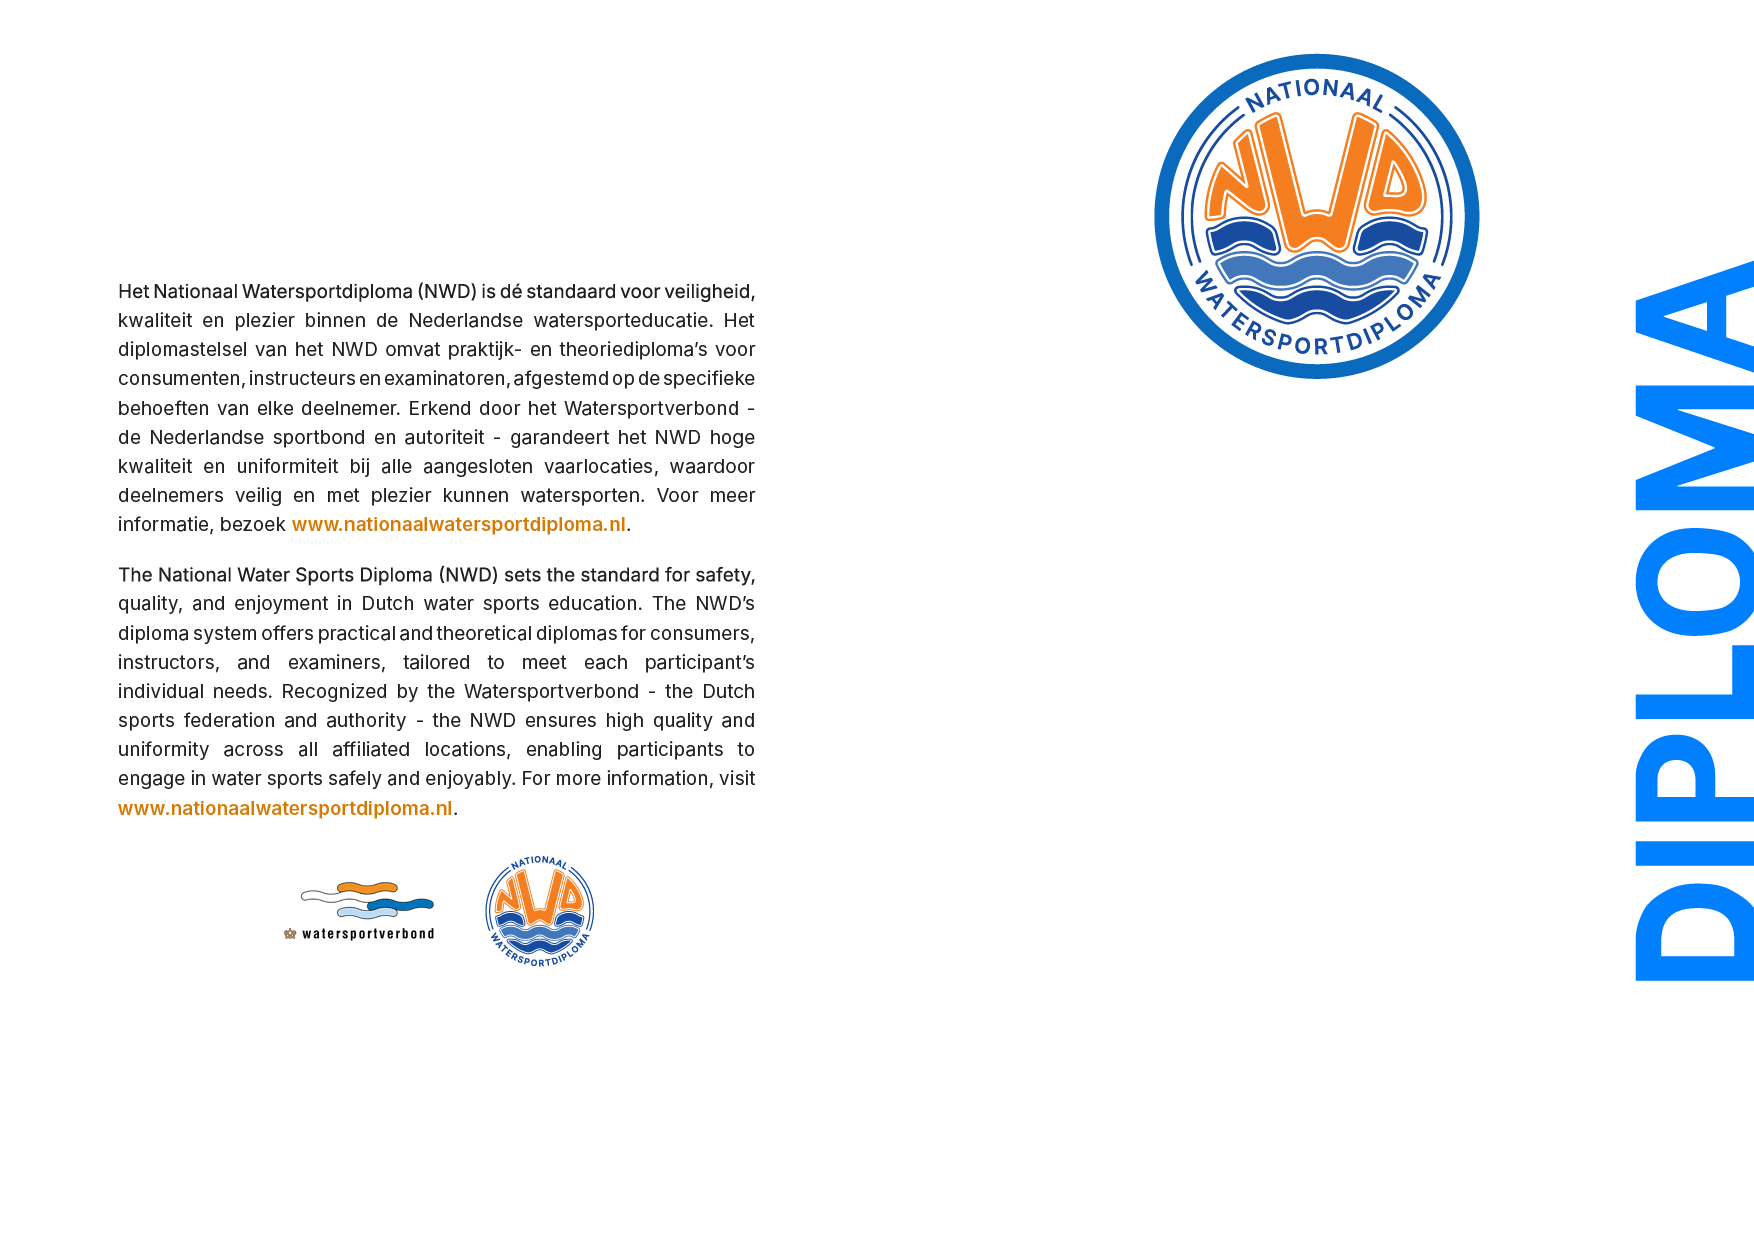 Het Nationaal Watersportdiploma (NWD) is dé standaard voor veiligheid,
kwaliteit en plezier binnen de Nederlandse watersporteducatie. Het
diplomastelsel van het NWD omvat praktijk- en theoriediploma’s voor
consumenten, instructeurs en examinatoren, afgestemd op de specifieke
behoeften van elke deelnemer. Erkend door het Watersportverbond -
de Nederlandse sportbond en autoriteit - garandeert het NWD hoge
kwaliteit en uniformiteit bij alle aangesloten vaarlocaties, waardoor
deelnemers veilig en met plezier kunnen watersporten. Voor meer
informatie, bezoek www.nationaalwatersportdiploma.nl.
The National Water Sports Diploma (NWD) sets the standard for safety,
quality, and enjoyment in Dutch water sports education. The NWD’s
diploma system offers practical and theoretical diplomas for consumers,
instructors, and examiners, tailored to meet each participant’s
individual needs. Recognized by the Watersportverbond - the Dutch
sports federation and authority - the NWD ensures high quality and
uniformity across all affiliated locations, enabling participants to
engage in water sports safely and enjoyably. For more information, visit
www.nationaalwatersportdiploma.nl.
watersportverbond
NATIONAAL
NWD
WATERSPORTDIPLOMA
NATIONAAL
NWD
WATERSPORTDIPLOMA
DIPLOMA